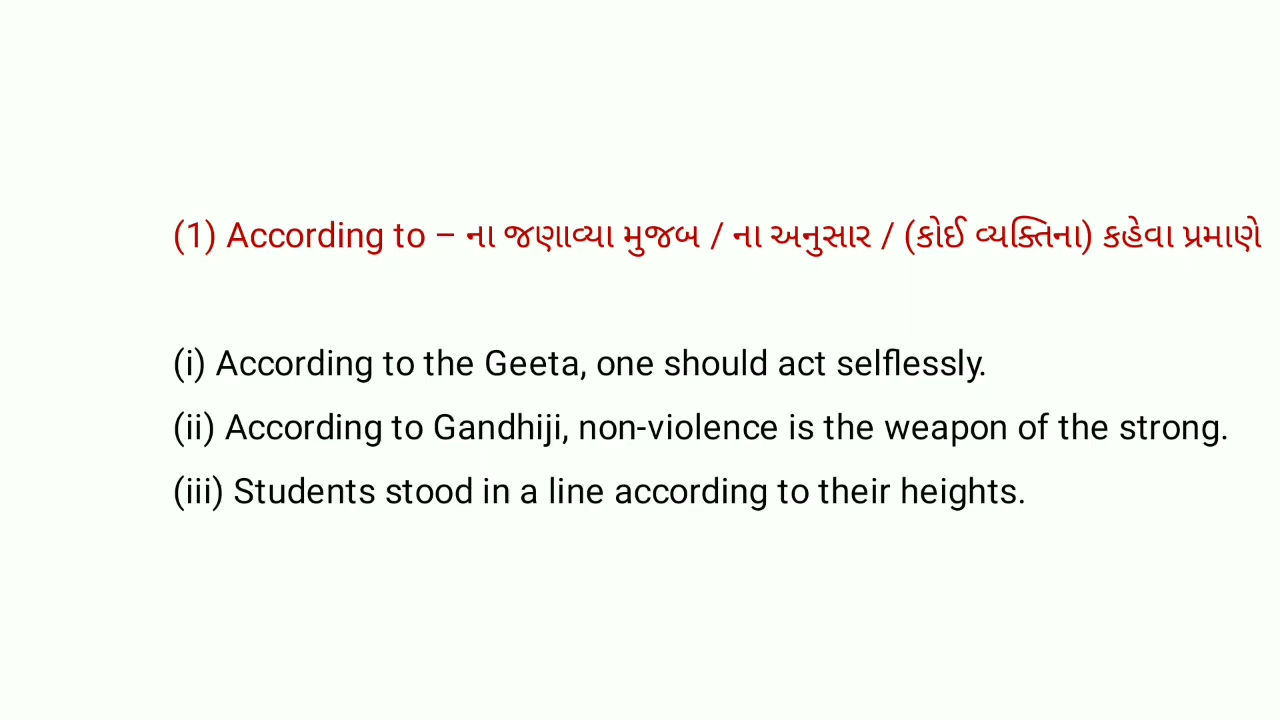 (1) According to – ના જણાવ્યા મુજબ / ના અનુસાર / (કોઈ વ્યક્તિના) કહેવા પ્રમાણે
(i) According to the Geeta, one should act selflessly.
(ii) According to Gandhiji, non-violence is the weapon of the strong.
(iii) Students stood in a line according to their heights.